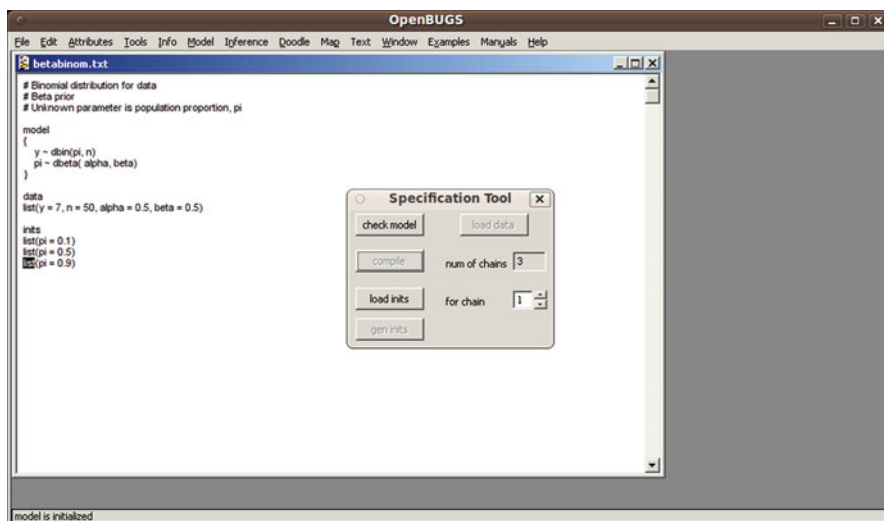 OpenBUGS
File Edit Attributes Tools Info Model Inference Doodle Map Text Window Examples Manuals Help
betabinom.txt
# Binomial distribution for data
# Beta prior
# Unknown parameter is population proportion, pi
model
{
y ~ dbin(pi, n)
pi ~ dbeta( alpha, beta)
}
data
list(y = 7, n = 50, alpha = 0.5, beta = 0.5)
inits
list(pi = 0.1)
list(pi = 0.5)
list(pi = 0.9)
Specification Tool
check model load data
compile num of chains 3
load inits for chain 1
gen inits
model is initialized